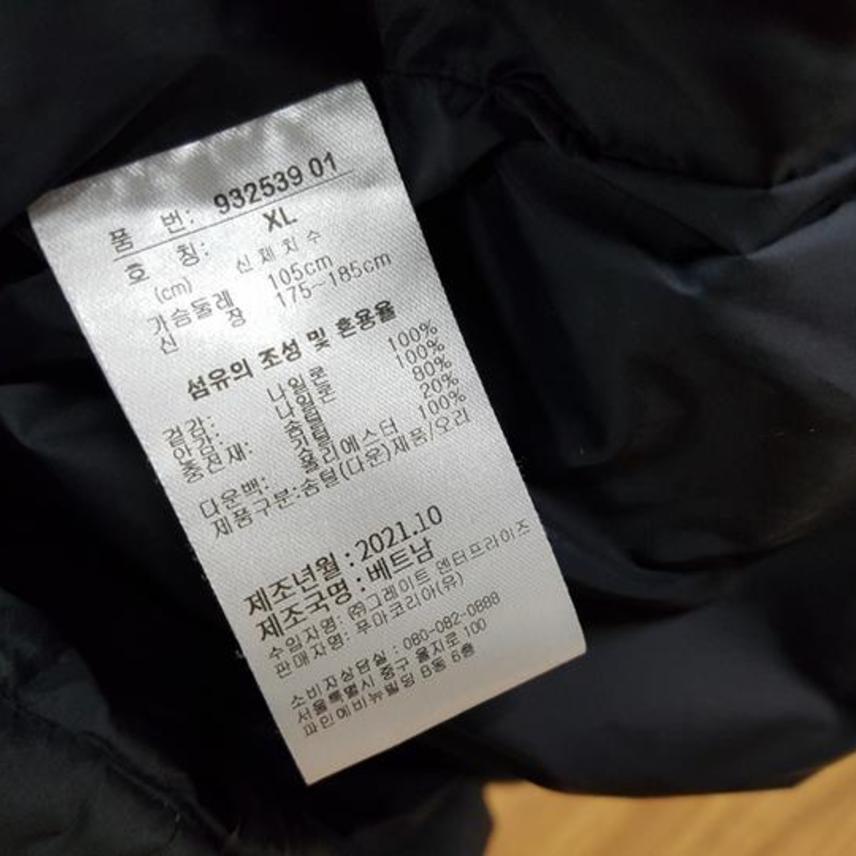 품 번: 932539 01
호 칭: XL
(cm) 신체치수
가슴둘레 105cm
신 장 175~185cm
섬유의 조성 및 혼용율
겉감: 나일론 100%
안감: 나일론 100%
충전재: 솜털 80%
깃털 20%
다운백: 폴리에스터 100%
제품구분:솜털(다운)제품/오리
제조년월 : 2021.10
제조국명 : 베트남
수입자명: ㈜그레이트 엔터프라이즈
판매자명: 푸마코리아(유)
소비자상담실 : 080-082-0888
서울특별시 중구 을지로 100
파인에비뉴빌딩 B동 6층